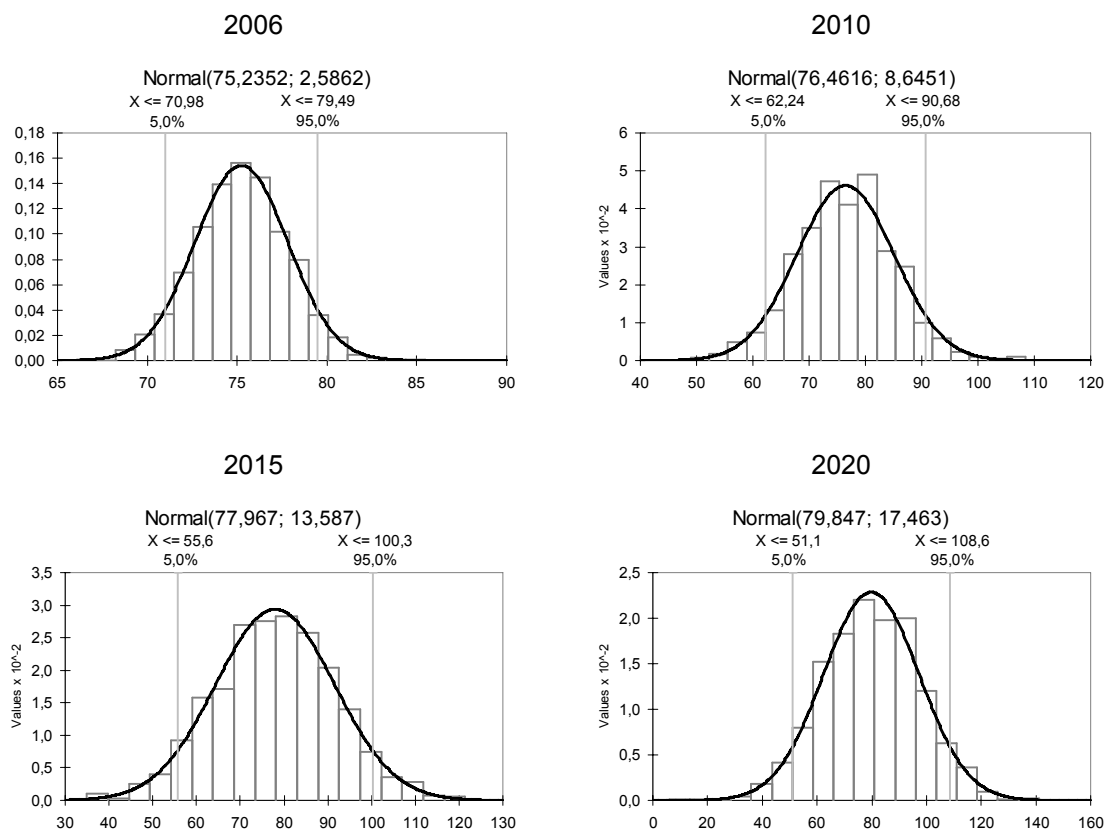 2006
Normal(75,2352; 2,5862)
X <= 70,98 X <= 79,49
5,0% 95,0%
0,18
0,16
0,14
0,12
0,10
0,08
0,06
0,04
0,02
0,00
65 70 75 80 85 90
2010
Normal(76,4616; 8,6451)
X <= 62,24 X <= 90,68
5,0% 95,0%
Values x 10^-2
6
5
4
3
2
1
0
40 50 60 70 80 90 100 110 120
2015
Normal(77,967; 13,587)
X <= 55,6 X <= 100,3
5,0% 95,0%
Values x 10^-2
3,5
3,0
2,5
2,0
1,5
1,0
0,5
0,0
30 40 50 60 70 80 90 100 110 120 130
2020
Normal(79,847; 17,463)
X <= 51,1 X <= 108,6
5,0% 95,0%
Values x 10^-2
2,5
2,0
1,5
1,0
0,5
0,0
0 20 40 60 80 100 120 140 160